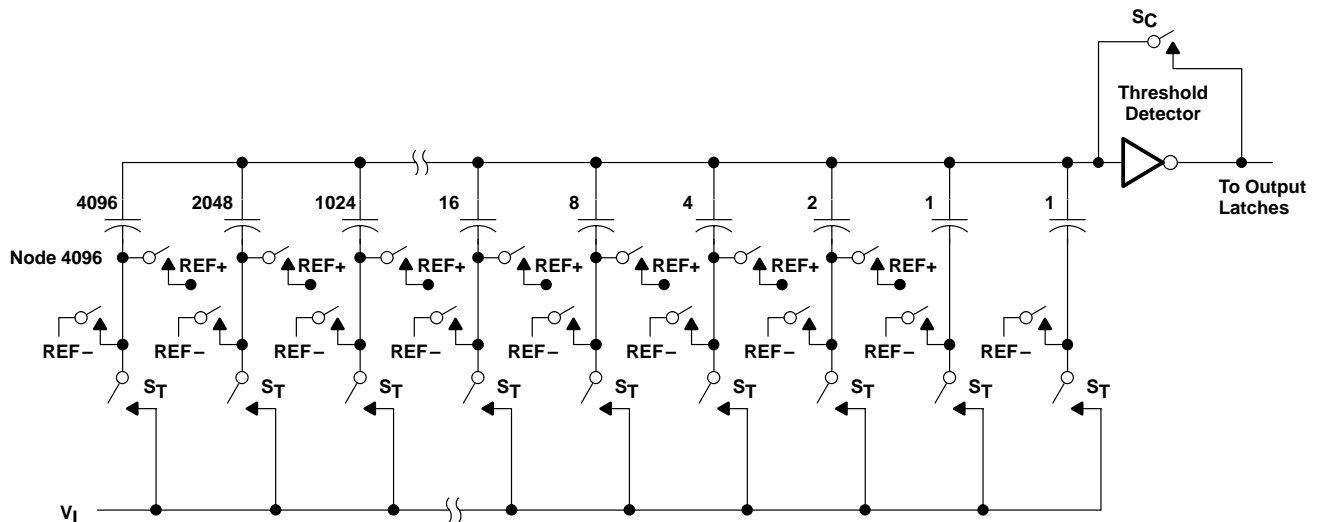 SC
Threshold
Detector
To Output
Latches
4096 2048 1024 16 8 4 2 1 1
Node 4096 REF+ REF+ REF+ REF+ REF+ REF+ REF+
REF− REF− REF− REF− REF− REF− REF− REF− REF−
ST ST ST ST ST ST ST ST ST
VI